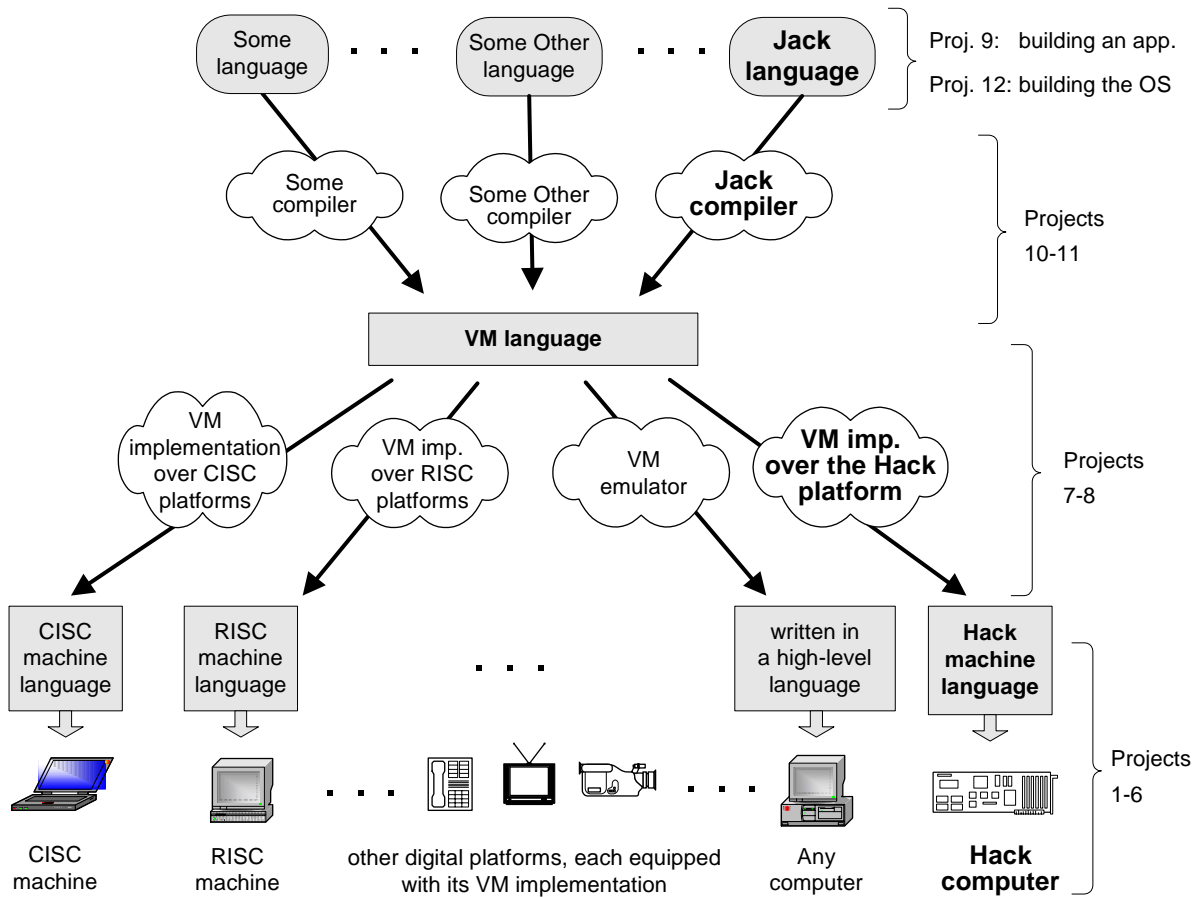 Some
language
. . .
Some Other
language
. . .
Jack
language
Proj. 9: building an app.
Proj. 12: building the OS
Some
compiler
Some Other
compiler
Jack
compiler
Projects
10-11
VM language
VM
implementation
over CISC
platforms
VM imp.
over RISC
platforms
VM
emulator
VM imp.
over the Hack
platform
Projects
7-8
CISC
machine
language
RISC
machine
language
. . .
written in
a high-level
language
Hack
machine
language
. . .
. . .
Projects
1-6
CISC
machine
RISC
machine
other digital platforms, each equipped
with its VM implementation
Any
computer
Hack
computer